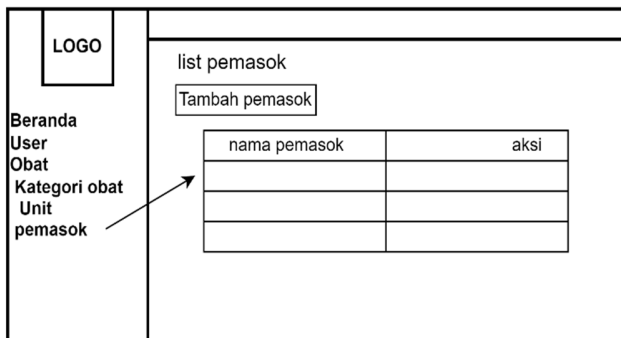 LOGO
Beranda
User
Obat
Kategori obat
Unit
pemasok
list pemasok
Tambah pemasok
nama pemasok aksi